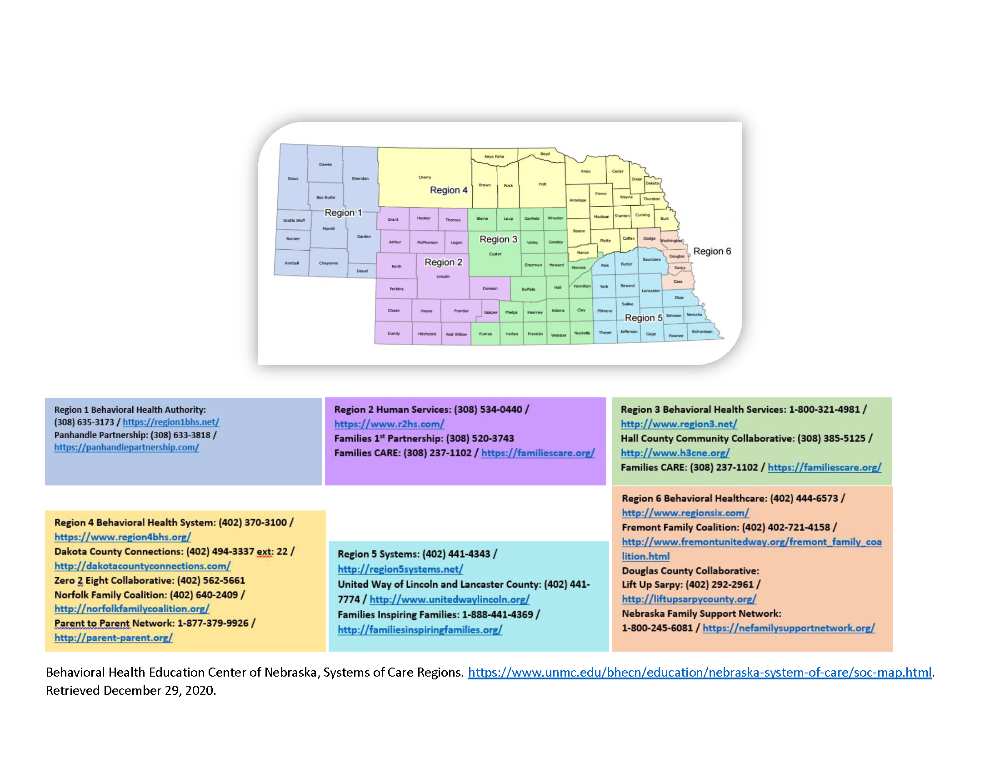 Boyd
Keya Paha
Dawes
Knox
Cedar
Sioux
Sheridan
Cherry
Dixon
Dakota
Brown
Rock
Holt
Region 4
Pierce
Box Butte
Antelope
Wayne
Thurston
Region 1
Scotts Bluff
Grant
Hooker
Thomas
Blaine
Loup
Garfield
Wheeler
Madison
Stanton
Cuming
Burt
Morrill
Garden
Boone
Banner
Arthur
McPherson
Logan
Region 3
Valley
Greeley
Platte
Colfax
Dodge
Washington
Custer
Nance
Region 6
Kimball
Cheyenne
Keith
Region 2
Sherman
Howard
Merrick
Polk
Butler
Saunders
Douglas
Sarpy
Deuel
Lincoln
Cass
Perkins
Dawson
Buffalo
Hall
Hamilton
York
Seward
Lancaster
Otoe
Saline
Chase
Hayes
Frontier
Gosper
Phelps
Kearney
Adams
Clay
Fillmore
Region 5
Johnson
Nemaha
Dundy
Hitchcock
Red Willow
Furnas
Harlan
Franklin
Webster
Nuckolls
Thayer
Jefferson
Gage
Pawnee
Richardson
Region 1 Behavioral Health Authority:
(308) 635-3173 / https://region1bhs.net/
Panhandle Partnership: (308) 633-3818 /
https://panhandlepartnership.com/
Region 2 Human Services: (308) 534-0440 /
https://www.r2hs.com/
Families 1st Partnership: (308) 520-3743
Families CARE: (308) 237-1102 / https://familiescare.org/
Region 3 Behavioral Health Services: 1-800-321-4981 /
http://www.region3.net/
Hall County Community Collaborative: (308) 385-5125 /
http://www.h3cne.org/
Families CARE: (308) 237-1102 / https://familiescare.org/
Region 4 Behavioral Health System: (402) 370-3100 /
https://www.region4bhs.org/
Dakota County Connections: (402) 494-3337 ext: 22 /
http://dakotacountyconnections.com/
Zero 2 Eight Collaborative: (402) 562-5661
Norfolk Family Coalition: (402) 640-2409 /
http://norfolkfamilycoalition.org/
Parent to Parent Network: 1-877-379-9926 /
http://parent-parent.org/
Region 5 Systems: (402) 441-4343 /
http://region5systems.net/
United Way of Lincoln and Lancaster County: (402) 441-
7774 / http://www.unitedwaylincoln.org/
Families Inspiring Families: 1-888-441-4369 /
http://familiesinspiringfamilies.org/
Region 6 Behavioral Healthcare: (402) 444-6573 /
http://www.regionsix.com/
Fremont Family Coalition: (402) 402-721-4158 /
http://www.fremontunitedway.org/fremont_family_coa
lition.html
Douglas County Collaborative:
Lift Up Sarpy: (402) 292-2961 /
http://liftupsarpycounty.org/
Nebraska Family Support Network:
1-800-245-6081 / https://nefamilysupportnetwork.org/
Behavioral Health Education Center of Nebraska, Systems of Care Regions. https://www.unmc.edu/bhecn/education/nebraska-system-of-care/soc-map.html.
Retrieved December 29, 2020.